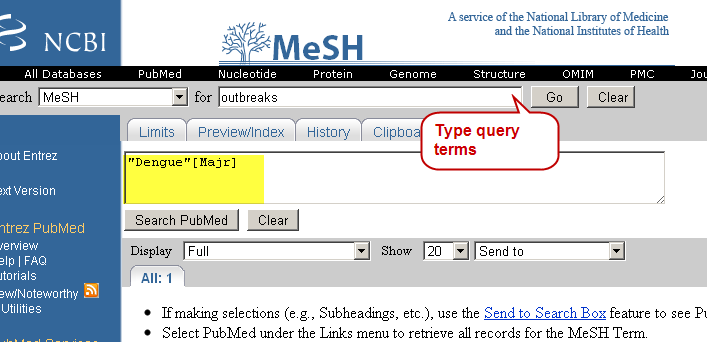 A service of the National Library of Medicine
and the National Institutes of Health
NCBI
MeSH
All Databases PubMed Nucleotide Protein Genome Structure OMIM PMC Jou
earch MeSH for outbreaks Go Clear
Limits Preview/Index History Clipboa
Type query
terms
bout Entrez
"Dengue"[Majr]
ext Version
Search PubMed Clear
ntrez PubMed
verview
elp | FAQ
utorials
ew/Noteworthy
Utilities
Display Full Show 20 Send to
All: 1
If making selections (e.g., Subheadings, etc.), use the Send to Search Box feature to see Pu
Select PubMed under the Links menu to retrieve all records for the MeSH Term.